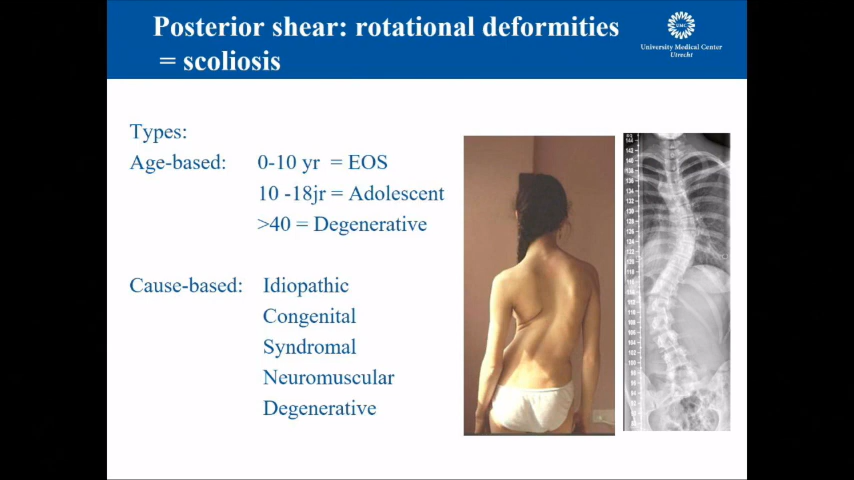 Posterior shear: rotational deformities
= scoliosis
UMC
University Medical Center
Utrecht
Types:
Age-based: 0-10 yr = EOS
10 -18jr = Adolescent
>40 = Degenerative
Cause-based: Idiopathic
Congenital
Syndromal
Neuromuscular
Degenerative